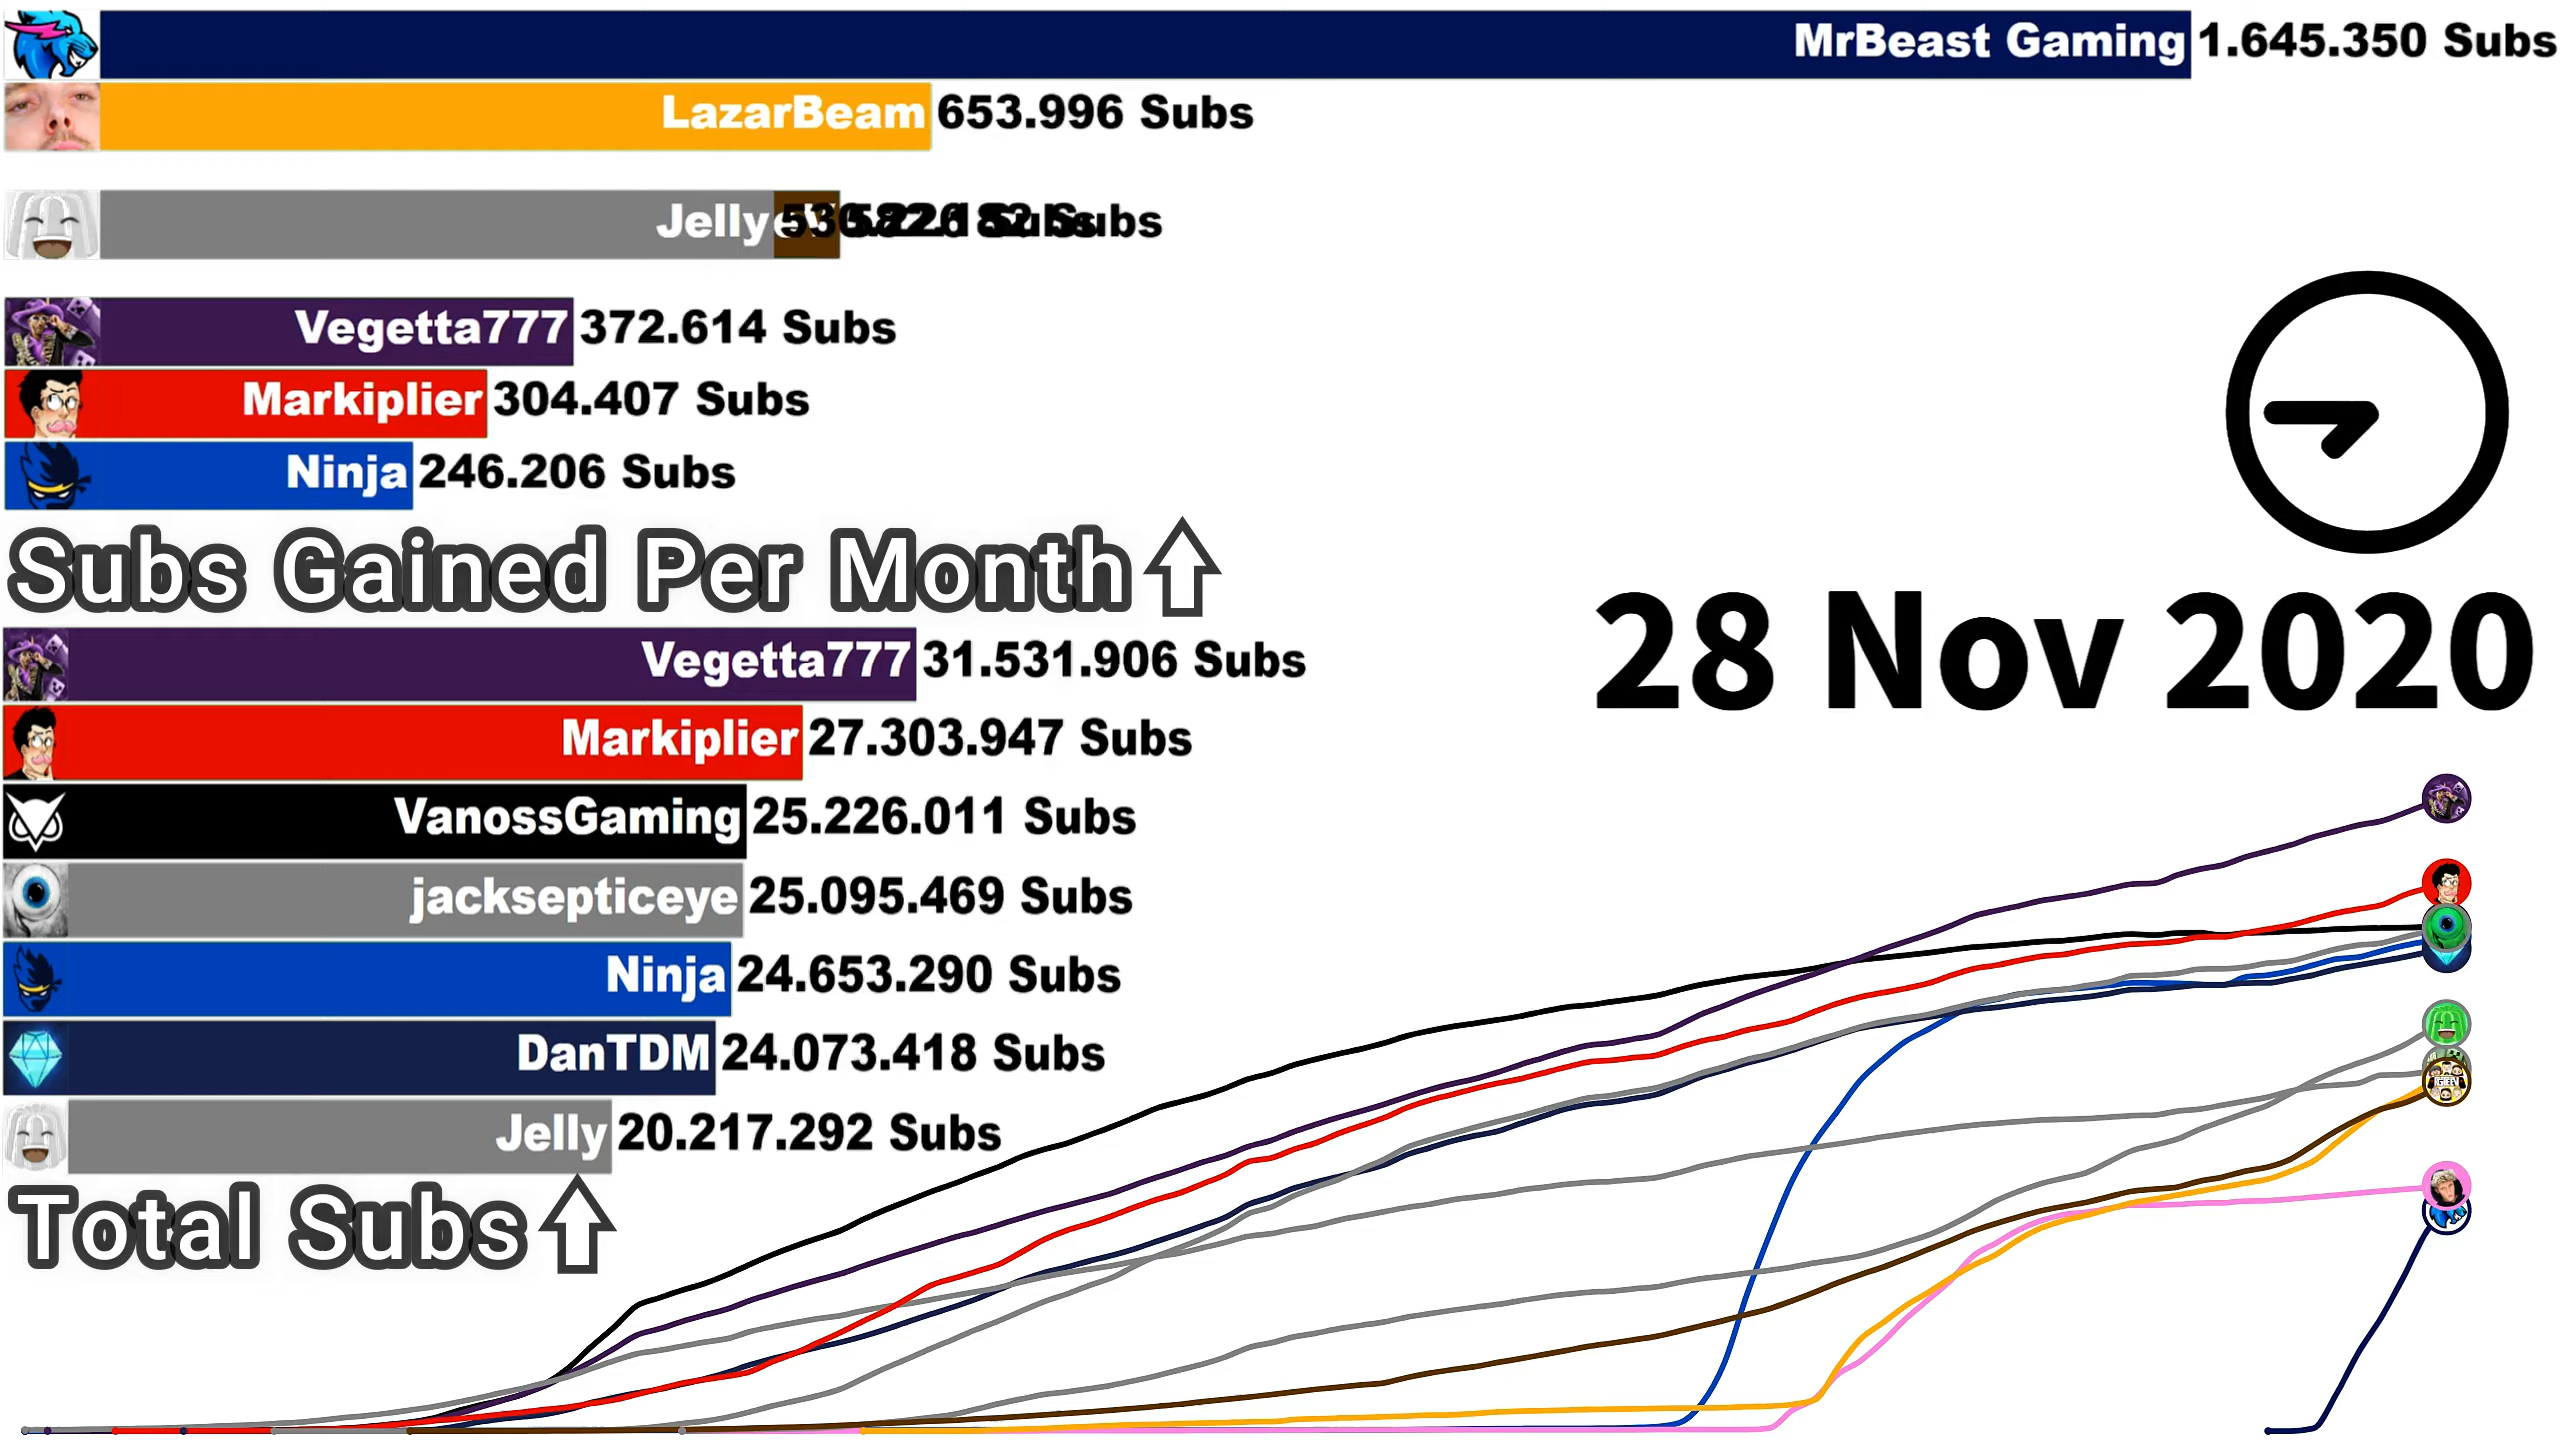 MrBeast Gaming 1.645.350 Subs
LazarBeam 653.996 Subs
Jelly
Vegetta777 372.614 Subs
Markiplier 304.407 Subs
Ninja 246.206 Subs
Subs Gained Per Month
28 Nov 2020
Vegetta777 31.531.906 Subs
Markiplier 27.303.947 Subs
VanossGaming 25.226.011 Subs
jacksepticeye 25.095.469 Subs
Ninja 24.653.290 Subs
DanTDM 24.073.418 Subs
Jelly 20.217.292 Subs
Total Subs